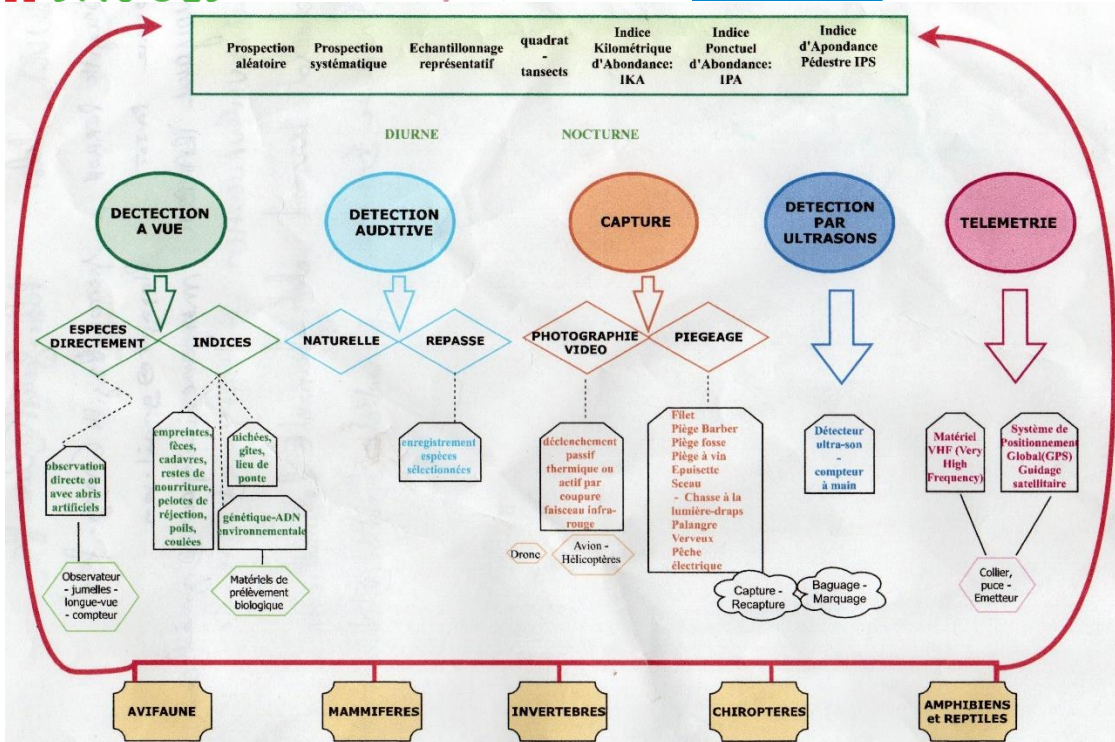 Prospection
aléatoire
Prospection
systématique
Echantillonnage
représentatif
quadrat
-
tansects
Indice
Kilométrique
d'Abondance:
IKA
Indice
Ponctuel
d'Abondance:
IPA
Indice
d'Apondance
Pédestre IPS
DIURNE
NOCTURNE
DECTECTION
A VUE
DETECTION
AUDITIVE
CAPTURE
DETECTION
PAR
ULTRASONS
TELEMETRIE
ESPECES
DIRECTEMENT
INDICES
NATURELLE
REPASSE
PHOTOGRAPHIE
VIDEO
PIEGEAGE
observation
directe ou
avec abris
artificiels
empreintes,
fèces,
cadavres,
restes de
nourriture,
pelotes de
réjection,
poils,
coulées
nichées,
gîtes,
lieu de
ponte
génétique-ADN
environnementale
enregistrement
espèces
sélectionnées
déclenchement
passif
thermique ou
actif par
coupure
faisceau infra-
rouge
Filet
Piège Barber
Piège fosse
Piège à vin
Epuisette
Sceau
- Chasse à la
lumière-draps
Palangre
Verveux
Pêche
électrique
Détecteur
ultra-son
-
compteur
à main
Matériel
VHF (Very
High
Frequency)
Système de
Positionnement
Global(GPS)
Guidage
satellitaire
Observateur
- jumelles -
longue-vue
- compteur
Matériels de
prélèvement
biologique
Drone
Avion -
Hélicoptères
Capture -
Recapture
Baguage -
Marquage
Collier,
puce -
Emetteur
AVIFAUNE
MAMMIFERES
INVERTEBRES
CHIROPTERES
AMPHIBIENS
et REPTILES